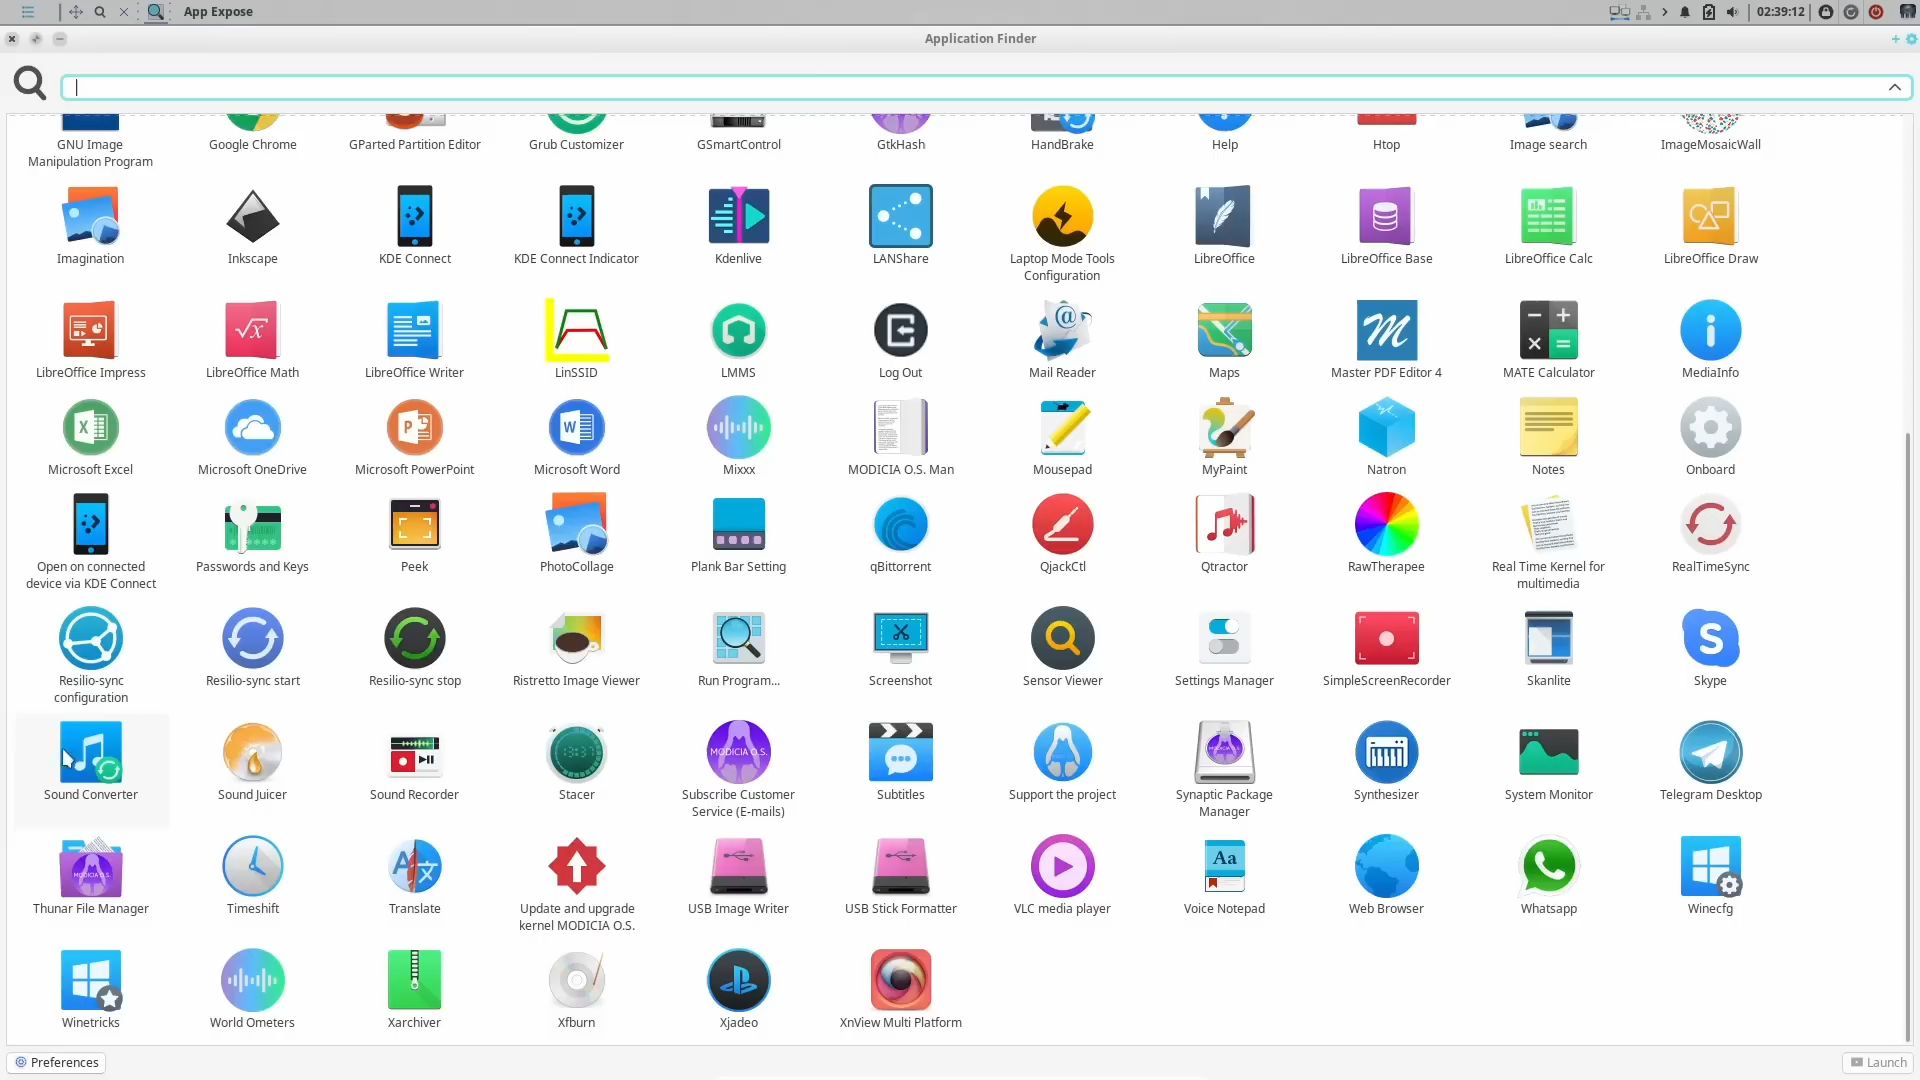 App Expose
02:39:12
Application Finder
GNU Image
Manipulation Program
Google Chrome
GParted Partition Editor
Grub Customizer
GSmartControl
GtkHash
HandBrake
Help
Htop
Image search
ImageMosaicWall
Imagination
Inkscape
KDE Connect
KDE Connect Indicator
Kdenlive
LANShare
Laptop Mode Tools
Configuration
LibreOffice
LibreOffice Base
LibreOffice Calc
LibreOffice Draw
LibreOffice Impress
LibreOffice Math
LibreOffice Writer
LinSSID
LMMS
Log Out
Mail Reader
Maps
Master PDF Editor 4
MATE Calculator
MediaInfo
Microsoft Excel
Microsoft OneDrive
Microsoft PowerPoint
Microsoft Word
Mixxx
MODICIA O.S. Man
Mousepad
MyPaint
Natron
Notes
Onboard
Open on connected
device via KDE Connect
Passwords and Keys
Peek
PhotoCollage
Plank Bar Setting
qBittorrent
QjackCtl
Qtractor
RawTherapee
Real Time Kernel for
multimedia
RealTimeSync
Resilio-sync
configuration
Resilio-sync start
Resilio-sync stop
Ristretto Image Viewer
Run Program...
Screenshot
Sensor Viewer
Settings Manager
SimpleScreenRecorder
Skanlite
Skype
Sound Converter
Sound Juicer
Sound Recorder
Stacer
MODICIA O.S.
Subscribe Customer
Service (E-mails)
Subtitles
Support the project
Synaptic Package
Manager
Synthesizer
System Monitor
Telegram Desktop
MODICIA O.S.
Thunar File Manager
Timeshift
Translate
Update and upgrade
kernel MODICIA O.S.
USB Image Writer
USB Stick Formatter
VLC media player
Aa
Voice Notepad
Web Browser
Whatsapp
Winecfg
Winetricks
World Ometers
Xarchiver
Xfburn
Xjadeo
XnView Multi Platform
Preferences
Launch